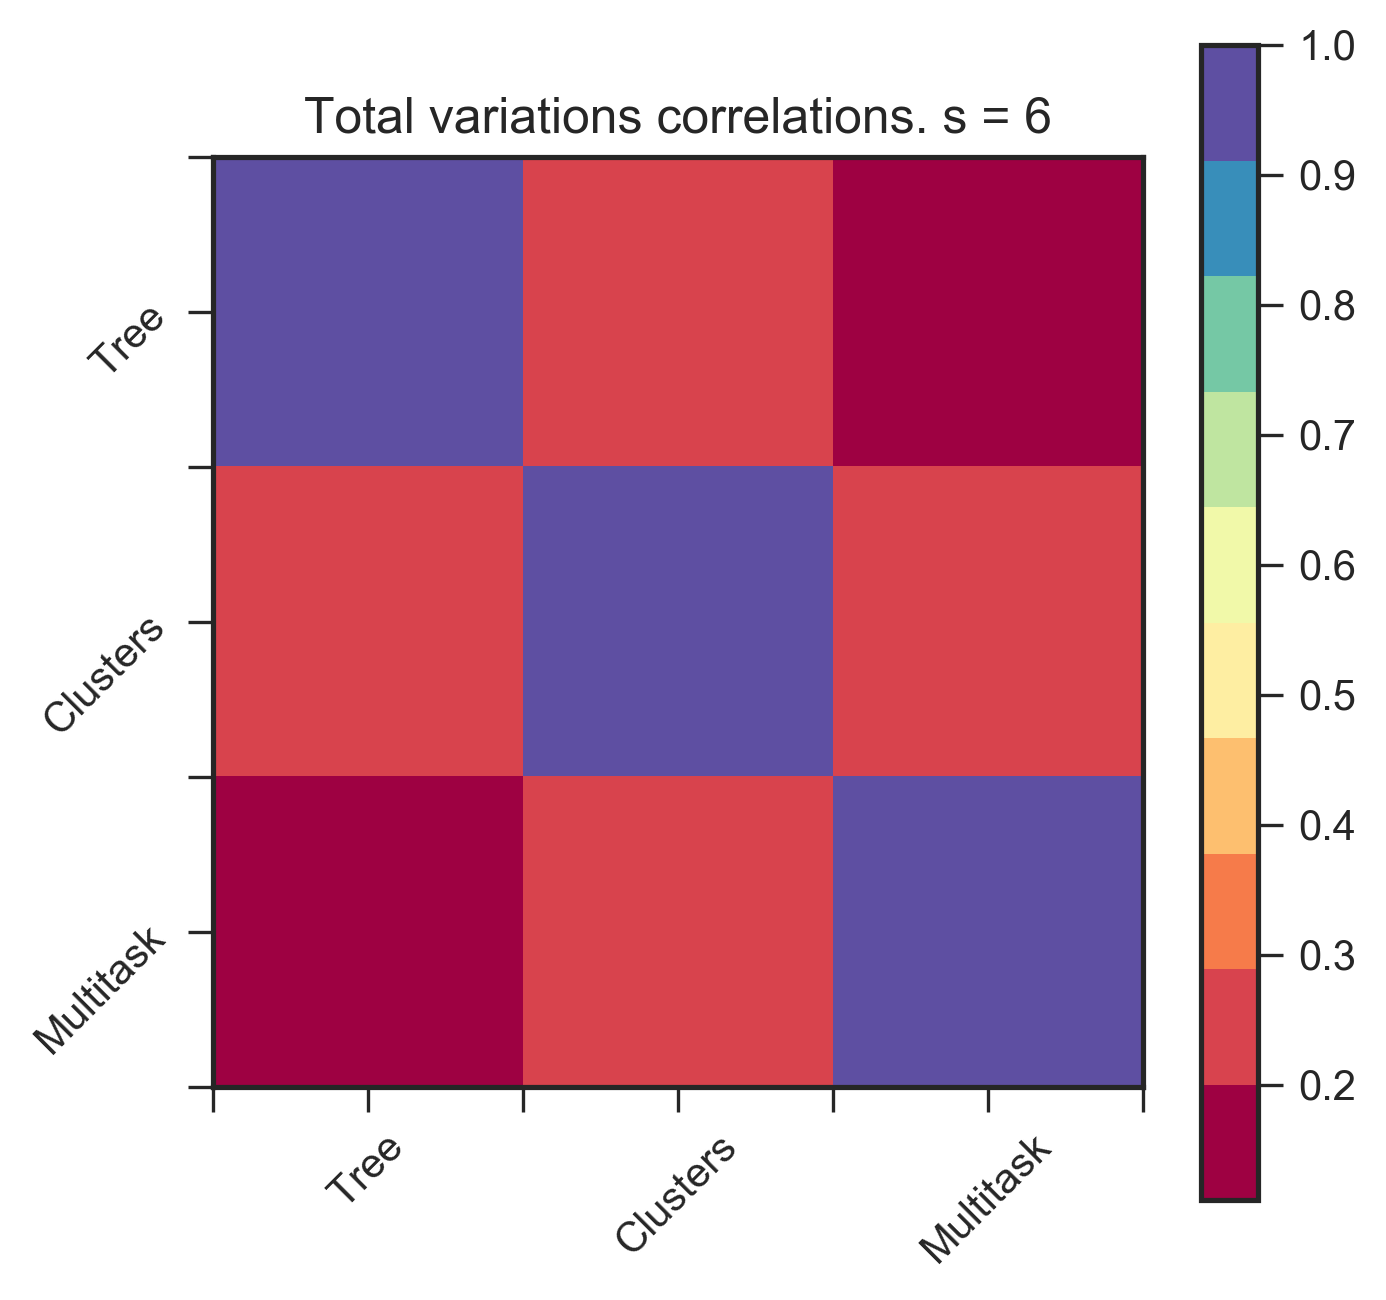 Total variations correlations. s = 6
Tree
Clusters
Multitask
Tree
Clusters
Multitask
1.0
0.9
0.8
0.7
0.6
0.5
0.4
0.3
0.2